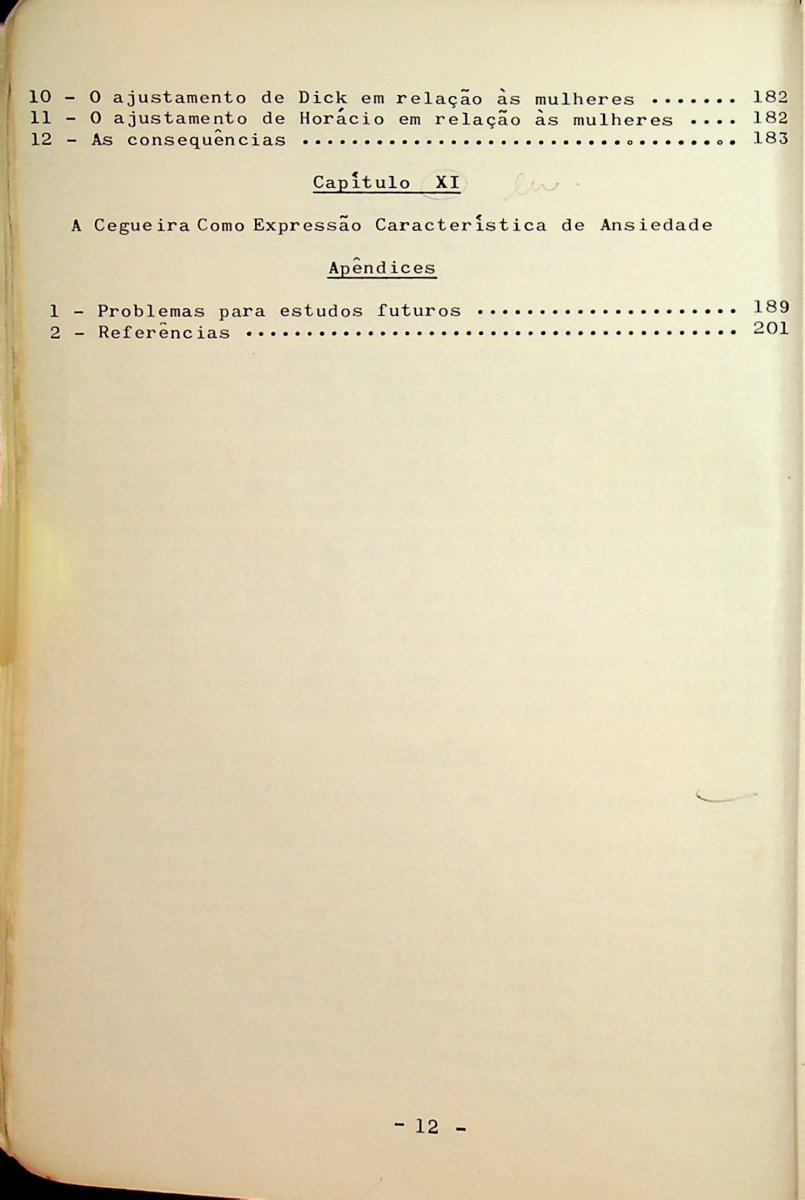 10 - O ajustamento de Dick em relação às mulheres ....... 182
11 - O ajustamento de Horácio em relação às mulheres .... 182
12 - As consequências .................................... 183
Capítulo XI
A Cegueira Como Expressão Característica de Ansiedade
Apêndices
1 - Problemas para estudos futuros ...................... 189
2 - Referências ......................................... 201
- 12 -